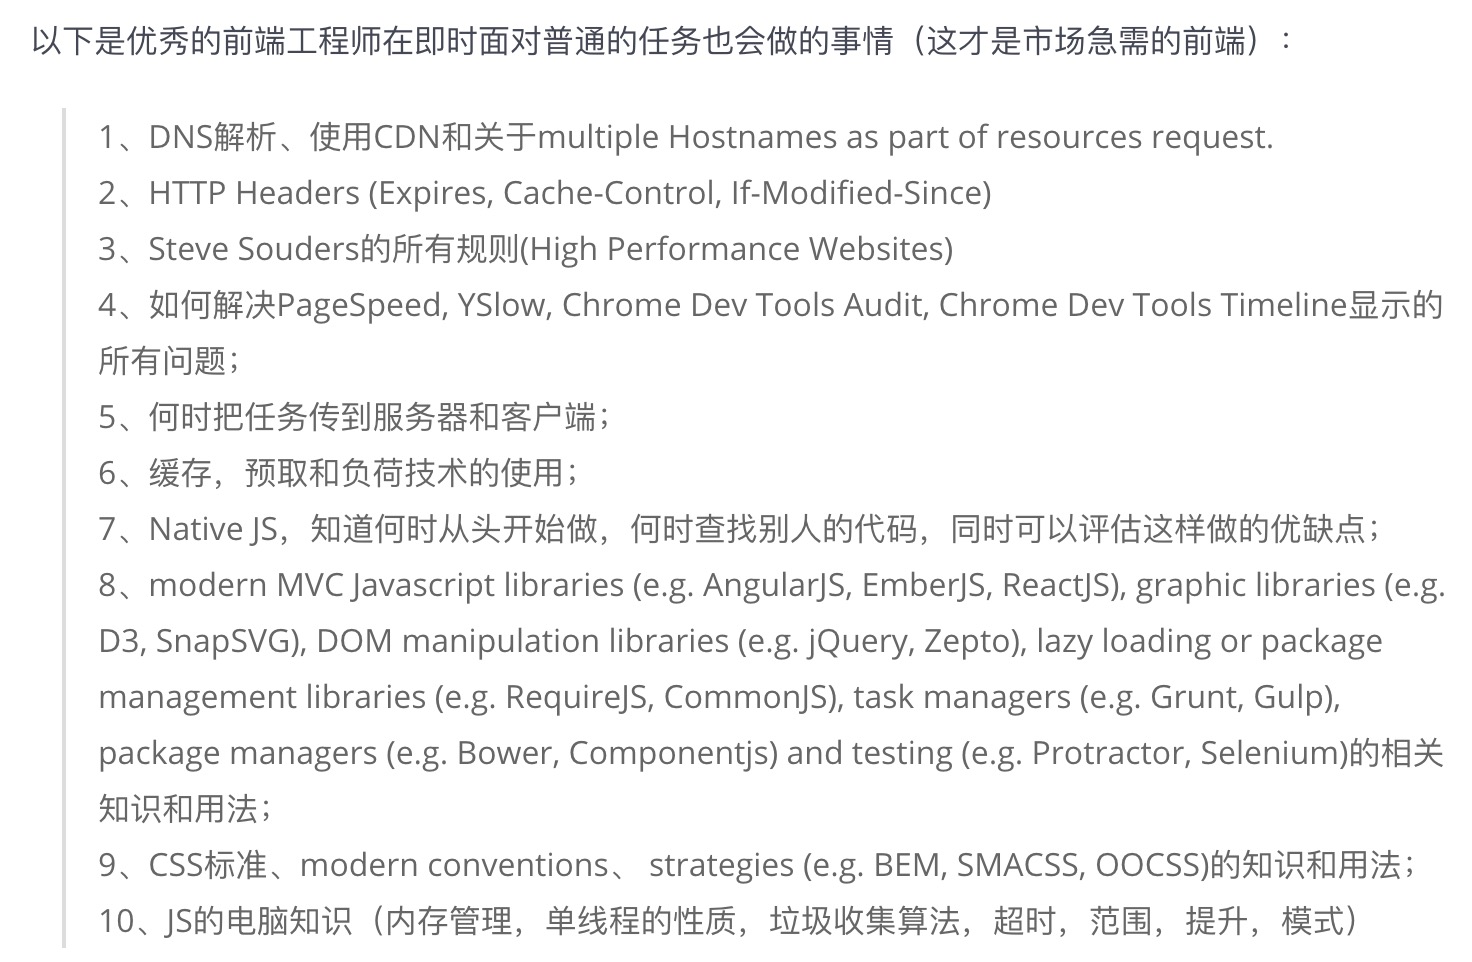 以下是优秀的前端工程师在即时面对普通的任务也会做的事情（这才是市场急需的前端）:
1、DNS解析、使用CDN和关于multiple Hostnames as part of resources request.
2、HTTP Headers (Expires, Cache-Control, If-Modified-Since)
3、Steve Souders的所有规则(High Performance Websites)
4、如何解决PageSpeed, YSlow, Chrome Dev Tools Audit, Chrome Dev Tools Timeline显示的
所有问题；
5、何时把任务传到服务器和客户端；
6、缓存，预取和负荷技术的使用；
7、Native JS，知道何时从头开始做，何时查找别人的代码，同时可以评估这样做的优缺点；
8、modern MVC Javascript libraries (e.g. AngularJS, EmberJS, ReactJS), graphic libraries (e.g.
D3, SnapSVG), DOM manipulation libraries (e.g. jQuery, Zepto), lazy loading or package
management libraries (e.g. RequireJS, CommonJS), task managers (e.g. Grunt, Gulp),
package managers (e.g. Bower, Componentjs) and testing (e.g. Protractor, Selenium)的相关
知识和用法；
9、CSS标准、modern conventions、 strategies (e.g. BEM, SMACSS, OOCSS)的知识和用法；
10、JS的电脑知识（内存管理，单线程的性质，垃圾收集算法，超时，范围，提升，模式）